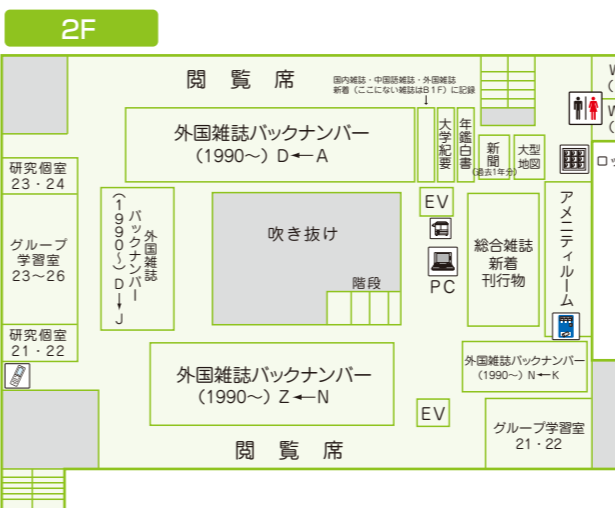 2F
閲 覧 席
国内雑誌・中国語雑誌・外国雑誌
新着(ここにない雑誌はB1F)に記録
外国雑誌バックナンバー
(1990〜) D←A
大学紀要
年鑑白書
新聞
(過去1年分)
大型
地図
ロッ
研究個室
23・24
グループ
学習室
23〜26
研究個室
21・22
外国雑誌
バックナンバー
(1990〜) D→J
吹き抜け
階段
EV
PC
総合雑誌
新着
刊行物
アメニティルーム
外国雑誌バックナンバー
(1990〜) Z←N
外国雑誌バックナンバー
(1990〜) N←K
EV
グループ学習室
21・22
閲 覧 席